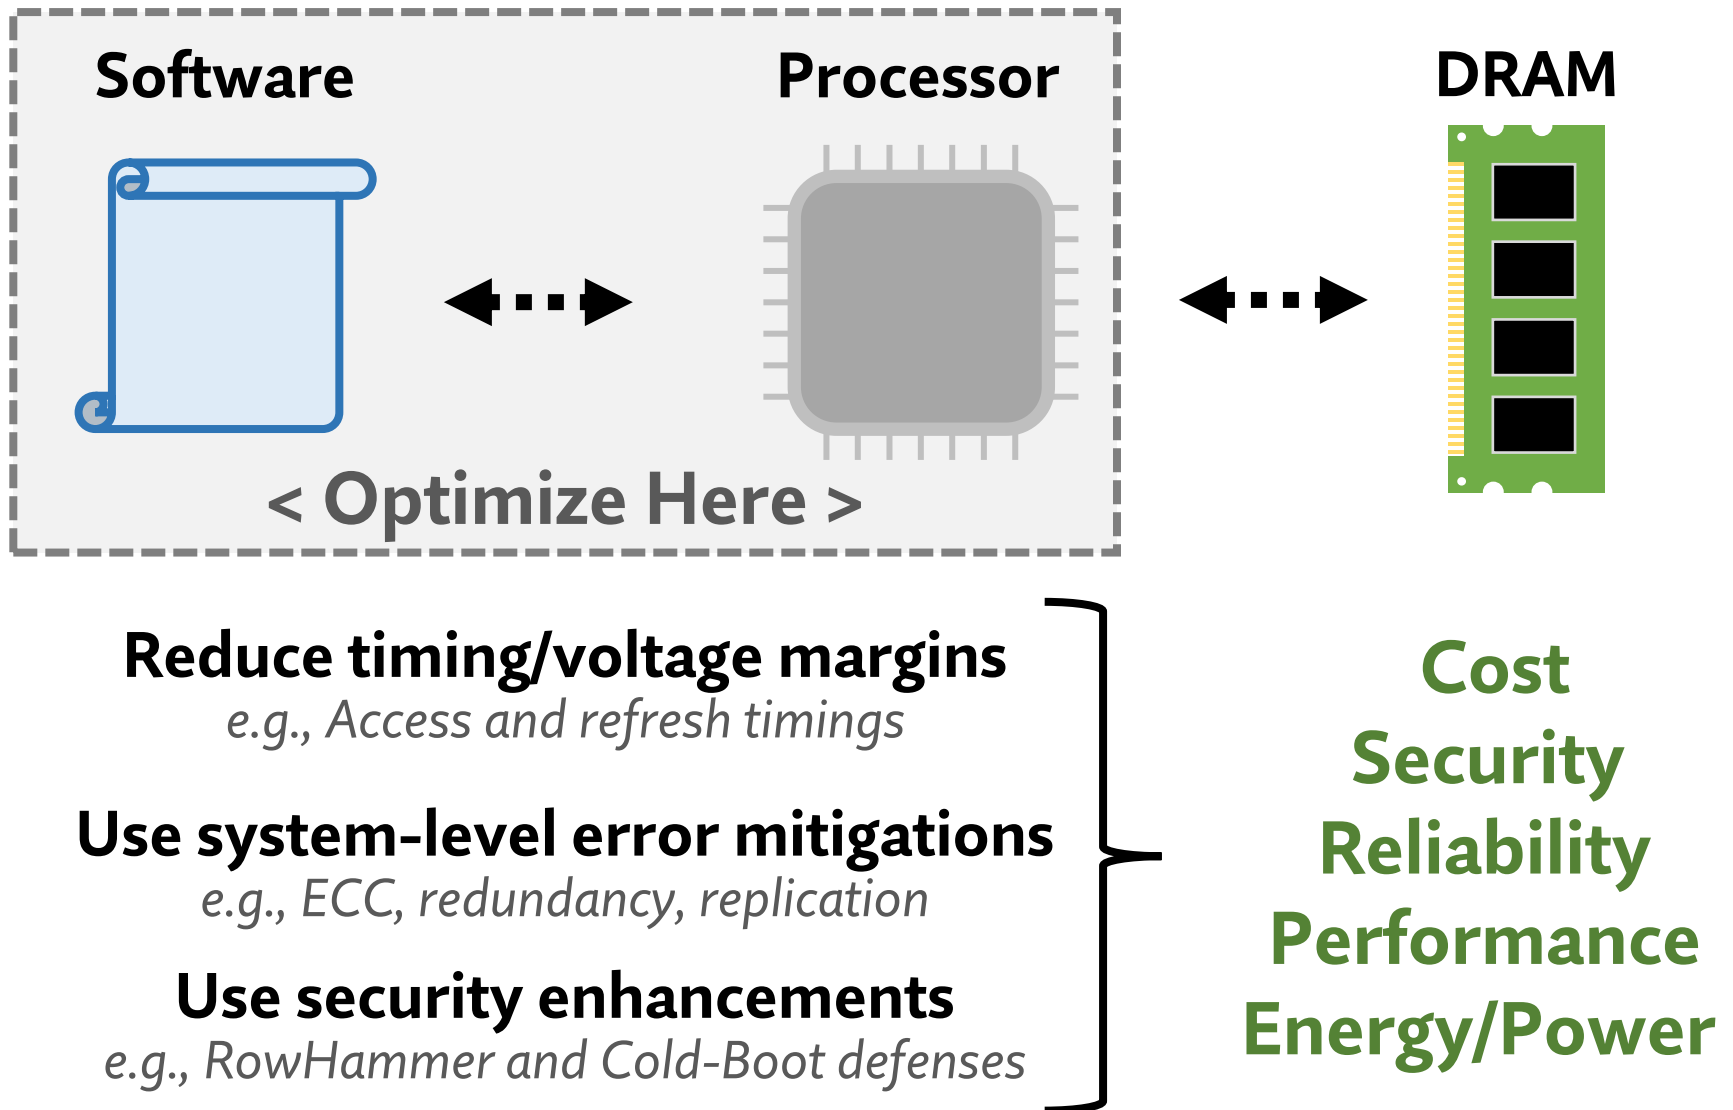 Software
Processor
DRAM
< Optimize Here >
Reduce timing/voltage margins
e.g., Access and refresh timings
Use system-level error mitigations
e.g., ECC, redundancy, replication
Use security enhancements
e.g., RowHammer and Cold-Boot defenses
Cost
Security
Reliability
Performance
Energy/Power